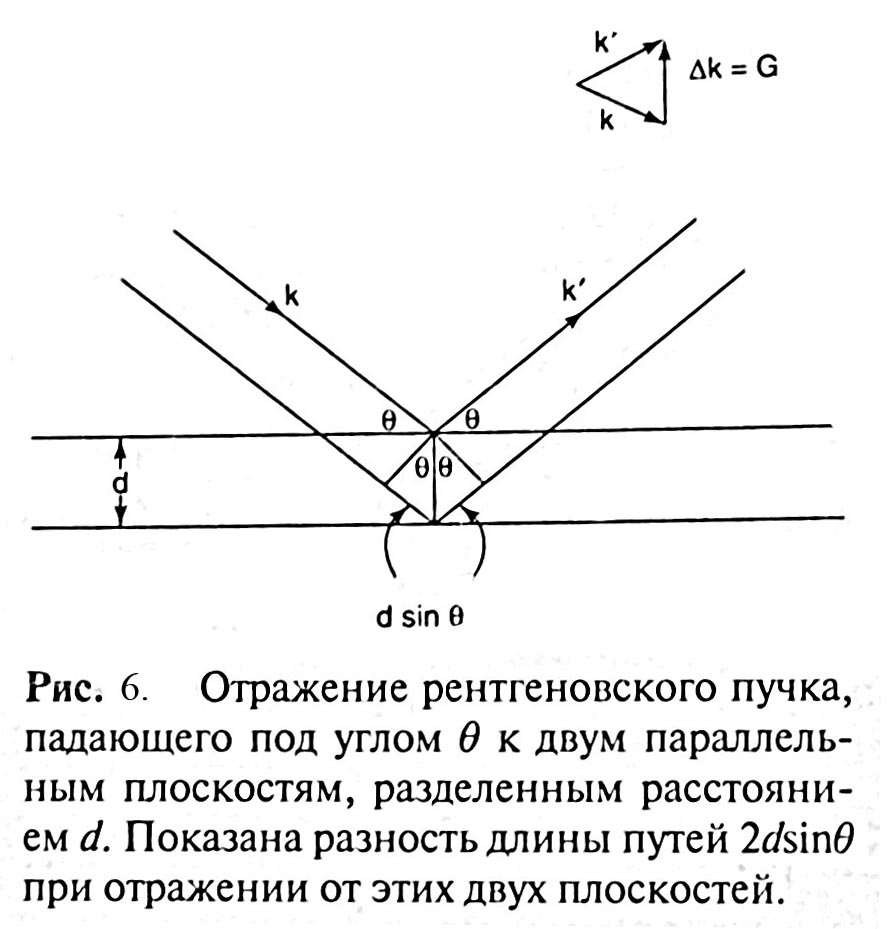 k′
Δk = G
k
k
k′
θ
θ
θ
θ
d
d sin θ
Рис. 6. Отражение рентгеновского пучка,
падающего под углом θ к двум параллель-
ным плоскостям, разделенным расстояни-
ем d. Показана разность длины путей 2dsinθ
при отражении от этих двух плоскостей.